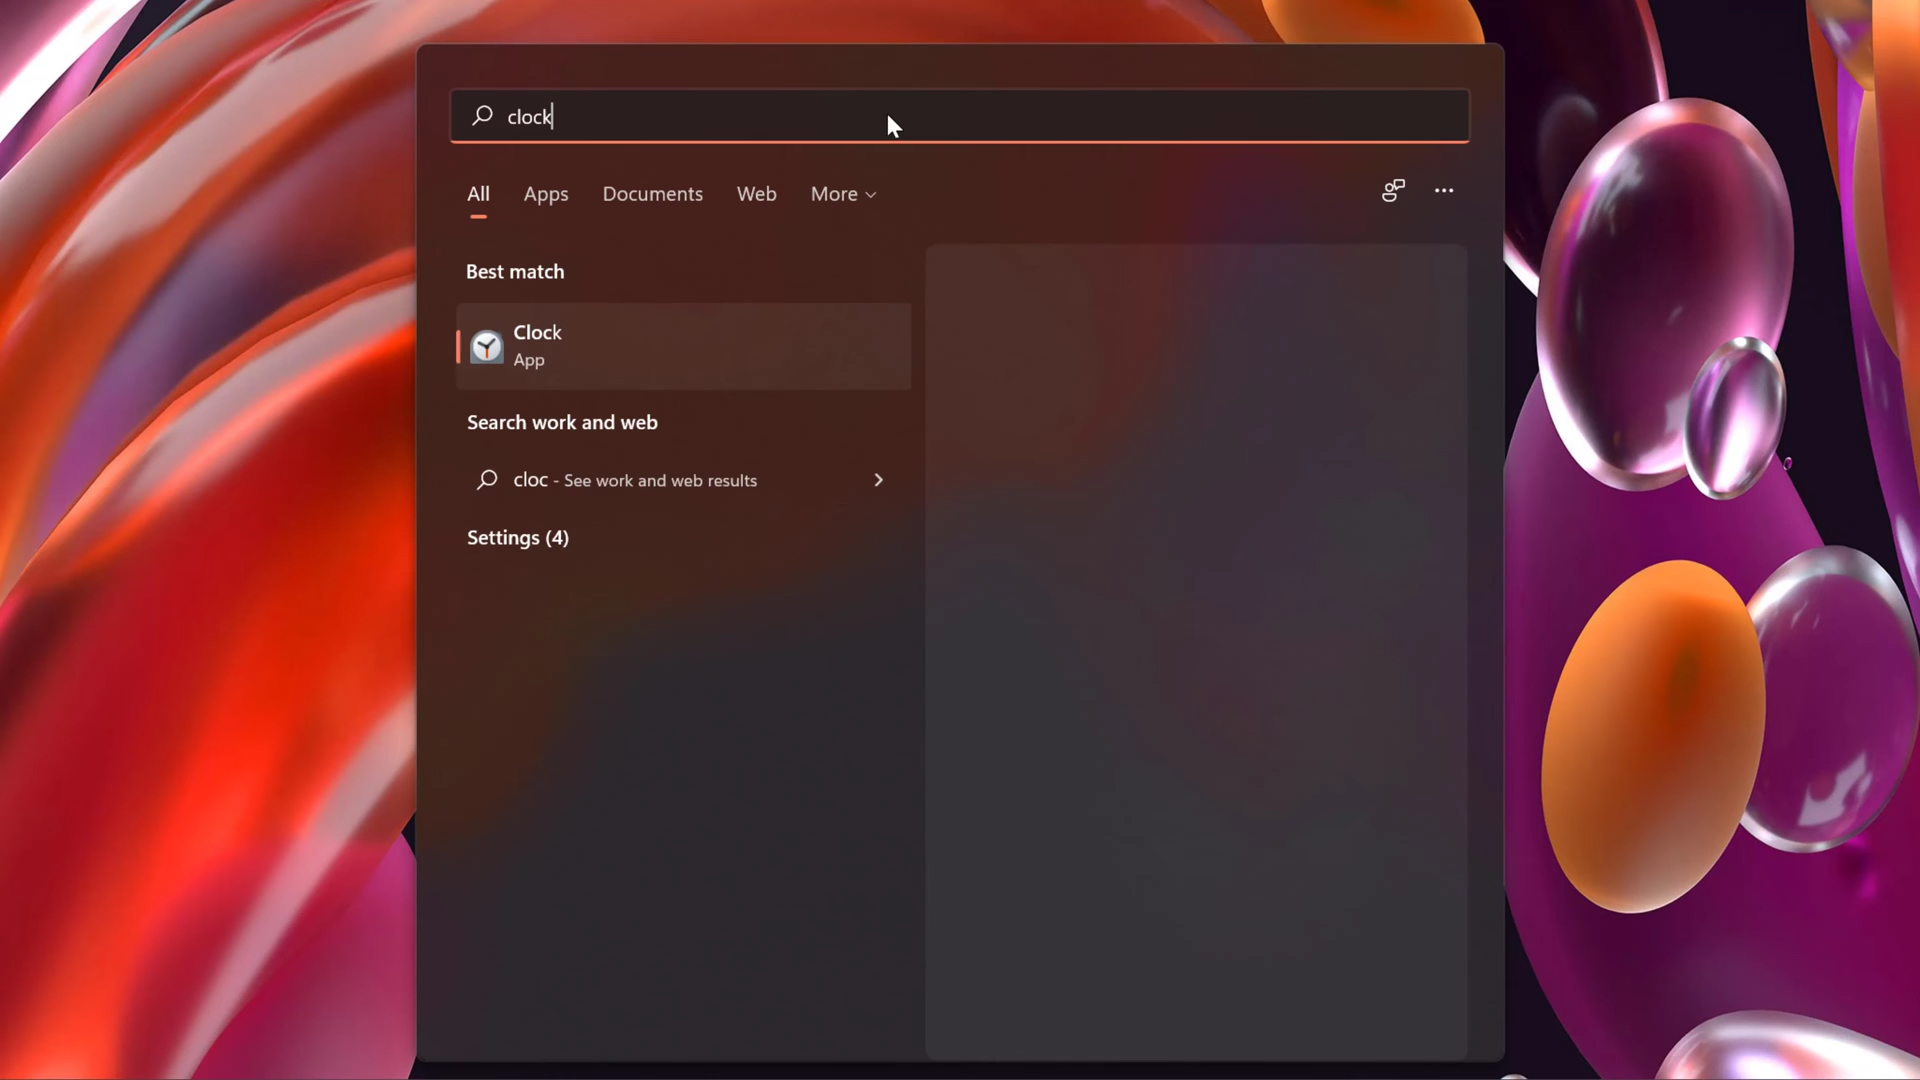 clock
All Apps Documents Web More
Best match
Clock
App
Search work and web
cloc - See work and web results
Settings (4)